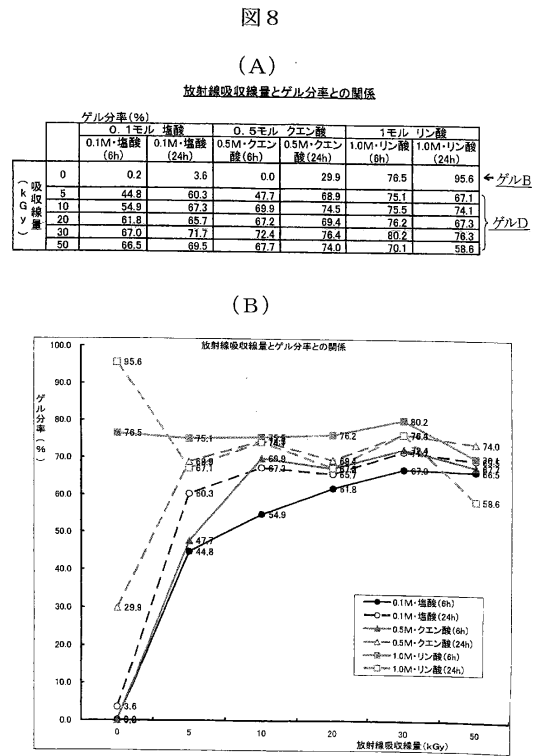 図8
(A)
放射線吸収線量とゲル分率との関係
ゲル分率(%)
0.1モル 塩酸 0.5モル クエン酸 1モル リン酸
0.1M・塩酸(6h) 0.1M・塩酸(24h) 0.5M・クエン酸(6h) 0.5M・クエン酸(24h) 1.0M・リン酸(6h) 1.0M・リン酸(24h)
吸収線量(kGy)
0 0.2 3.6 0.0 29.9 76.5 95.6 ←ゲルB
5 44.8 60.3 47.7 68.9 75.1 67.1
10 54.9 67.3 69.9 74.5 75.5 74.1
20 61.8 65.7 67.2 69.4 76.2 67.3
30 67.0 71.7 72.4 76.4 80.2 76.3
50 66.5 69.5 67.7 74.0 70.1 58.6
ゲルD
(B)
放射線吸収線量とゲル分率との関係
ゲル分率(%)
100.0
90.0
80.0
70.0
60.0
50.0
40.0
30.0
20.0
10.0
0.0
95.6
76.5
29.9
3.6
75.1
67.1
60.3
47.7
44.8
67.3
54.9
76.2
65.7
61.8
80.2
72.4
67.0
74.0
66.5
58.6
0.1M・塩酸(6h)
0.1M・塩酸(24h)
0.5M・クエン酸(6h)
0.5M・クエン酸(24h)
1.0M・リン酸(6h)
1.0M・リン酸(24h)
0 5 10 20 30 50
放射線吸収線量(kGy)